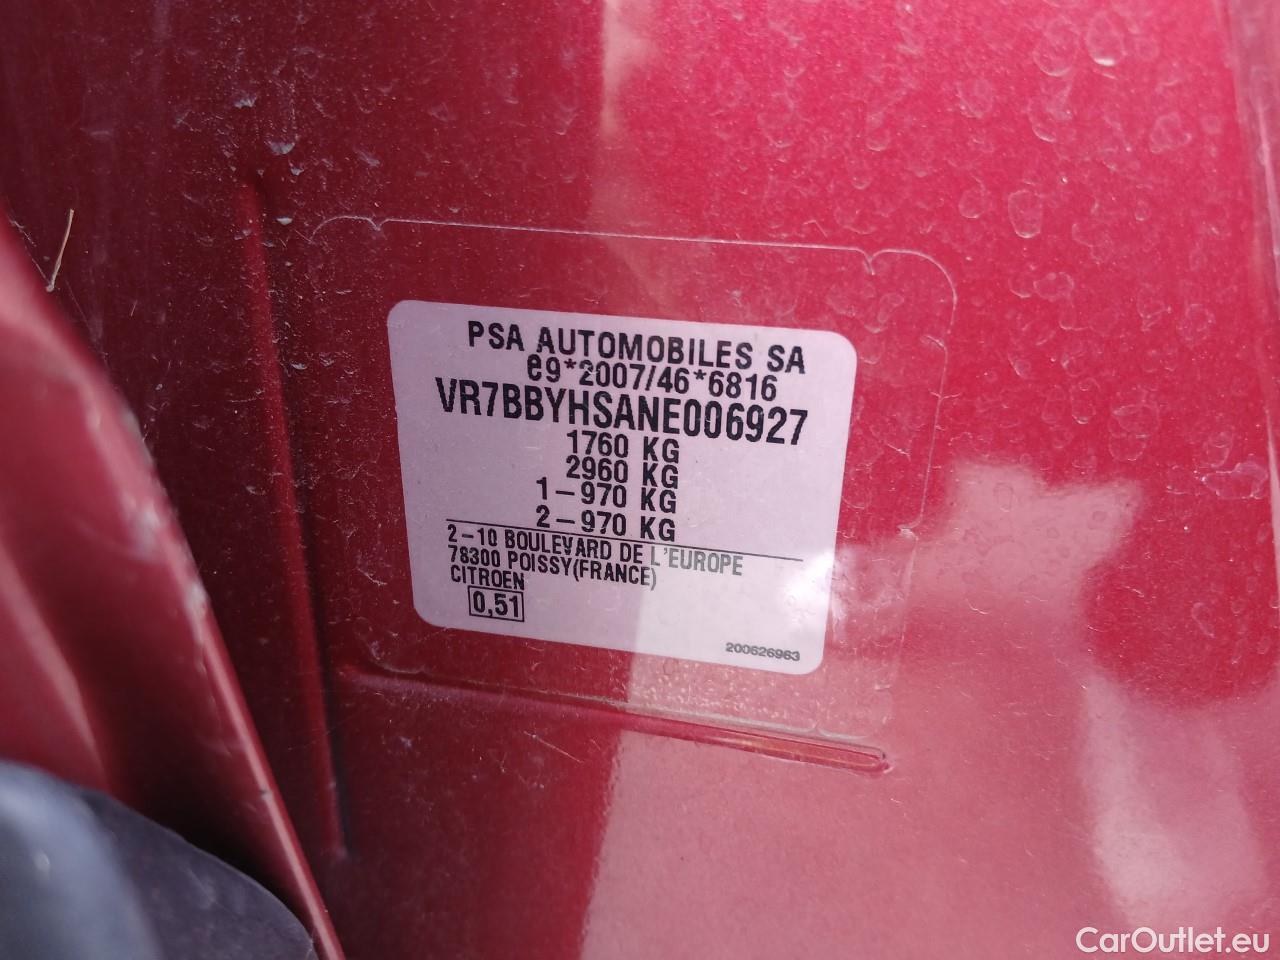 PSA AUTOMOBILES SA
e9*2007/46*6816
VR7BBYHSANE006927
1760 KG
2960 KG
1-970 KG
2-970 KG
2-10 BOULEVARD DE L'EUROPE
78300 POISSY(FRANCE)
CITROEN
0,51
200626963
CarOutlet.eu